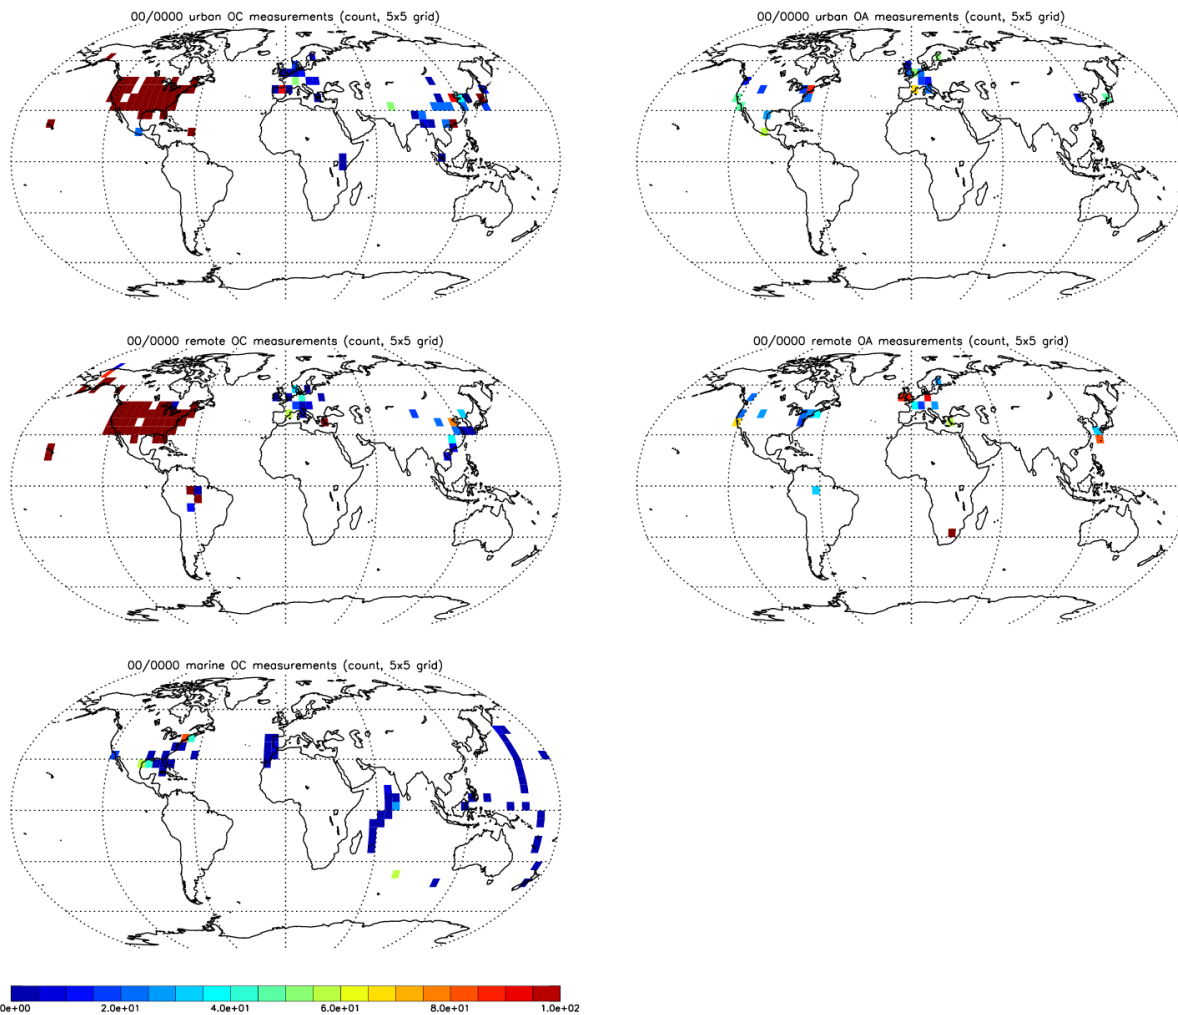 00/0000 urban OC measurements (count, 5x5 grid)
00/0000 urban OA measurements (count, 5x5 grid)
00/0000 remote OC measurements (count, 5x5 grid)
00/0000 remote OA measurements (count, 5x5 grid)
00/0000 marine OC measurements (count, 5x5 grid)
0e+00 2.0e+01 4.0e+01 6.0e+01 8.0e+01 1.0e+02